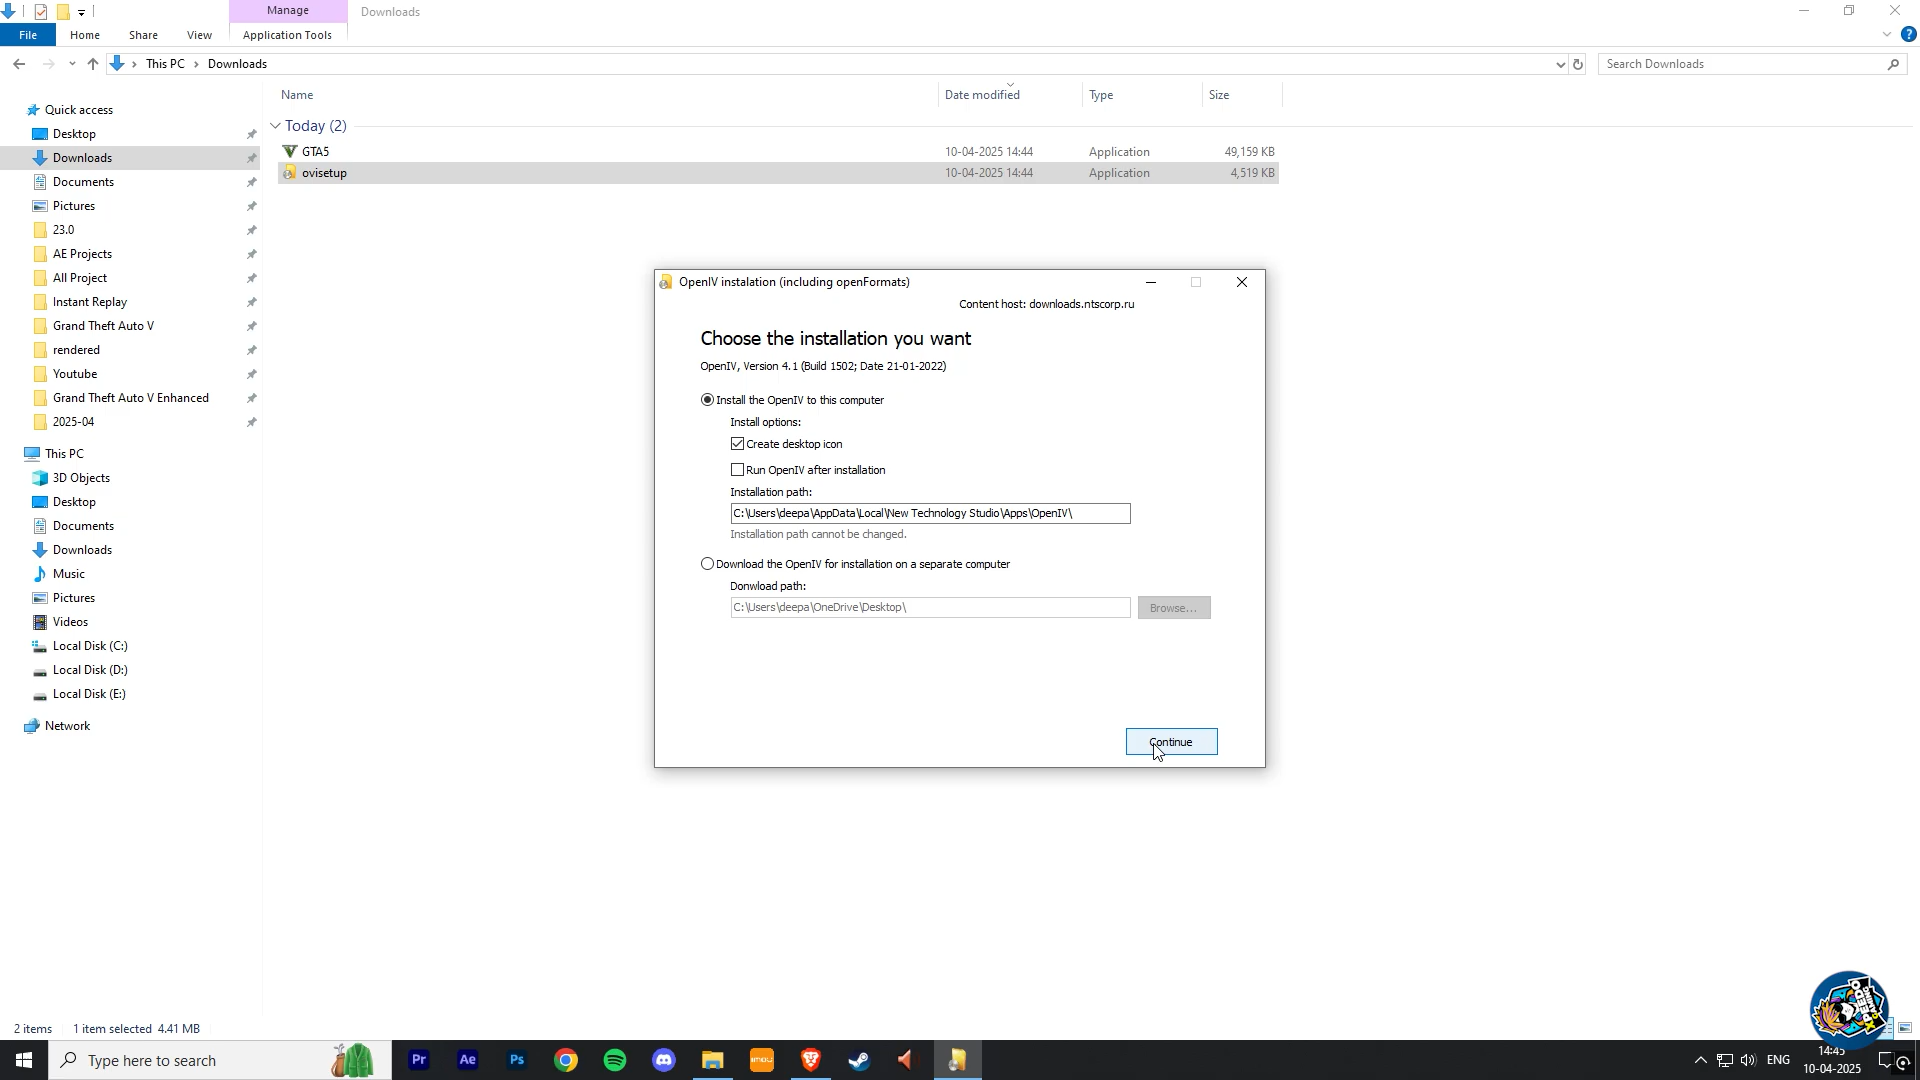 Manage
Downloads
File
Home
Share
View
Application Tools
This PC
Downloads
Search Downloads
Name
Date modified
Type
Size
Quick access
Desktop
Downloads
Documents
Pictures
23.0
AE Projects
All Project
Instant Replay
Grand Theft Auto V
rendered
Youtube
Grand Theft Auto V Enhanced
2025-04
This PC
3D Objects
Desktop
Documents
Downloads
Music
Pictures
Videos
Local Disk (C:)
Local Disk (D:)
Local Disk (E:)
Network
Today (2)
GTA5 10-04-2025 14:44 Application 49,159 KB
ovisetup 10-04-2025 14:44 Application 4,519 KB
OpenIV instalation (including openFormats)
Content host: downloads.ntscorp.ru
Choose the installation you want
OpenIV, Version 4.1 (Build 1502; Date 21-01-2022)
Install the OpenIV to this computer
Install options:
Create desktop icon
Run OpenIV after installation
Installation path:
C:\Users\deepa\AppData\Local\New Technology Studio\Apps\OpenIV\
Installation path cannot be changed.
Download the OpenIV for installation on a separate computer
Donwload path:
C:\Users\deepa\OneDrive\Desktop\
Browse...
Continue
2 items
1 item selected 4.41 MB
Type here to search
Pr
Ae
Ps
ENG
14:45
10-04-2025